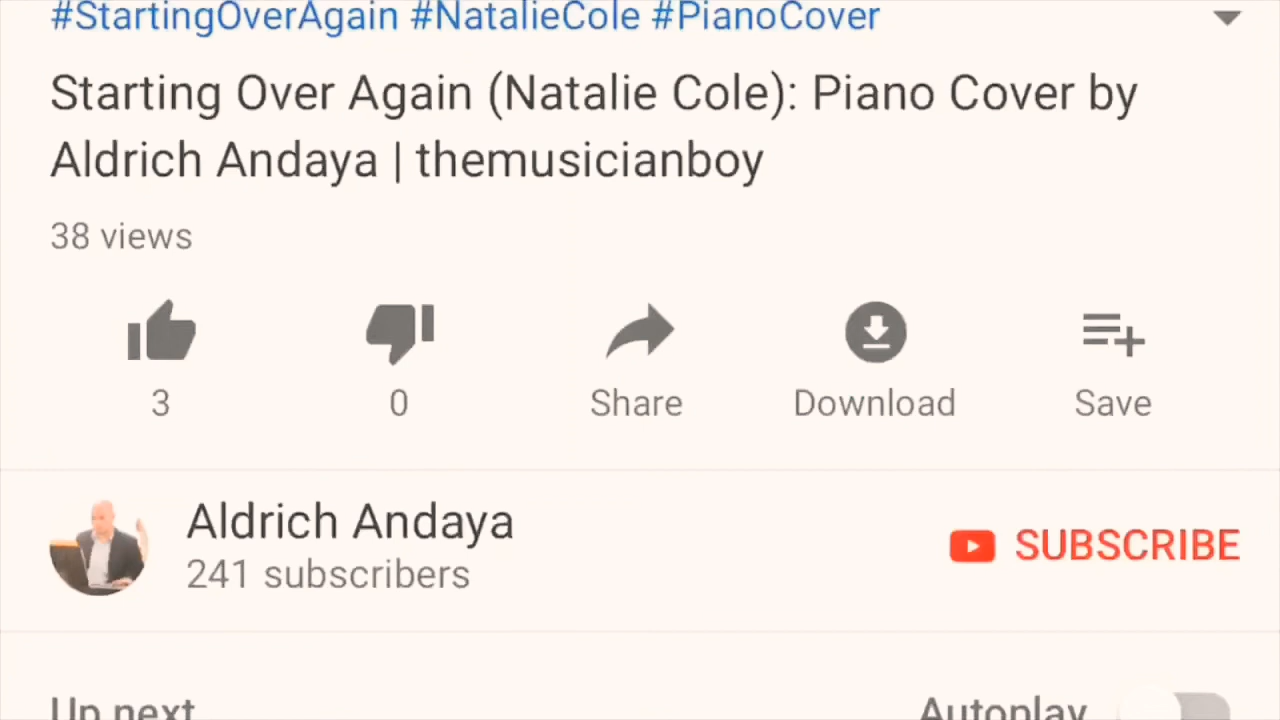 #StartingOverAgain #NatalieCole #PianoCover
Starting Over Again (Natalie Cole): Piano Cover by
Aldrich Andaya | themusicianboy
38 views
3
0
Share
Download
Save
Aldrich Andaya
241 subscribers
SUBSCRIBE
Up next
Autoplay